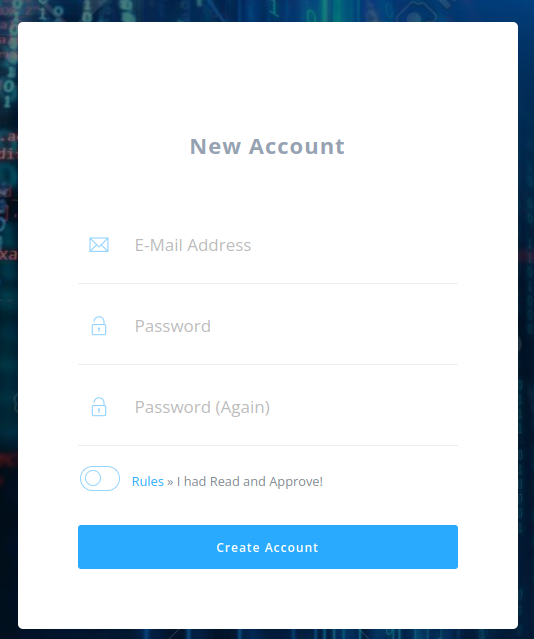 New Account
E-Mail Address
Password
Password (Again)
Rules » I had Read and Approve!
Create Account